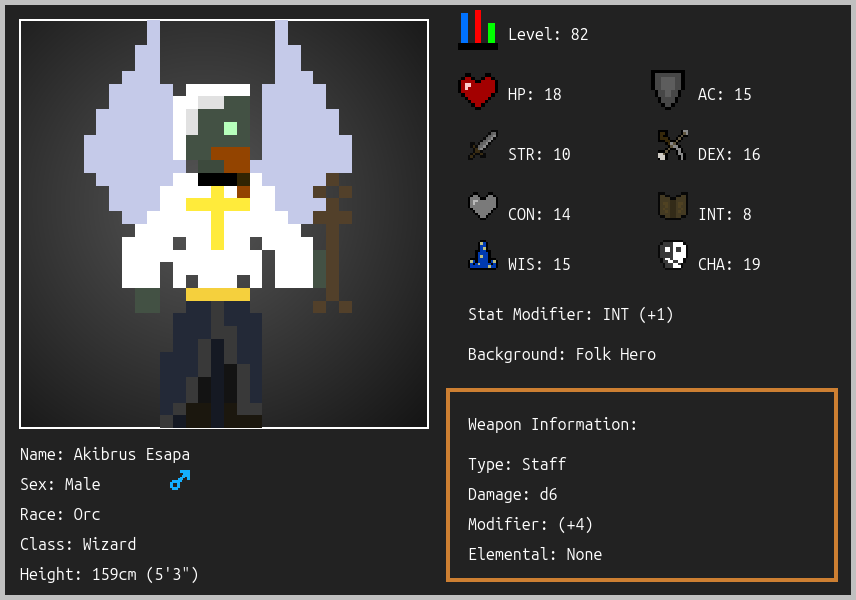 Level: 82
HP: 18
AC: 15
STR: 10
DEX: 16
CON: 14
INT: 8
WIS: 15
CHA: 19
Stat Modifier: INT (+1)
Background: Folk Hero
Weapon Information:
Type: Staff
Damage: d6
Modifier: (+4)
Elemental: None
Name: Akibrus Esapa
Sex: Male
Race: Orc
Class: Wizard
Height: 159cm (5'3")